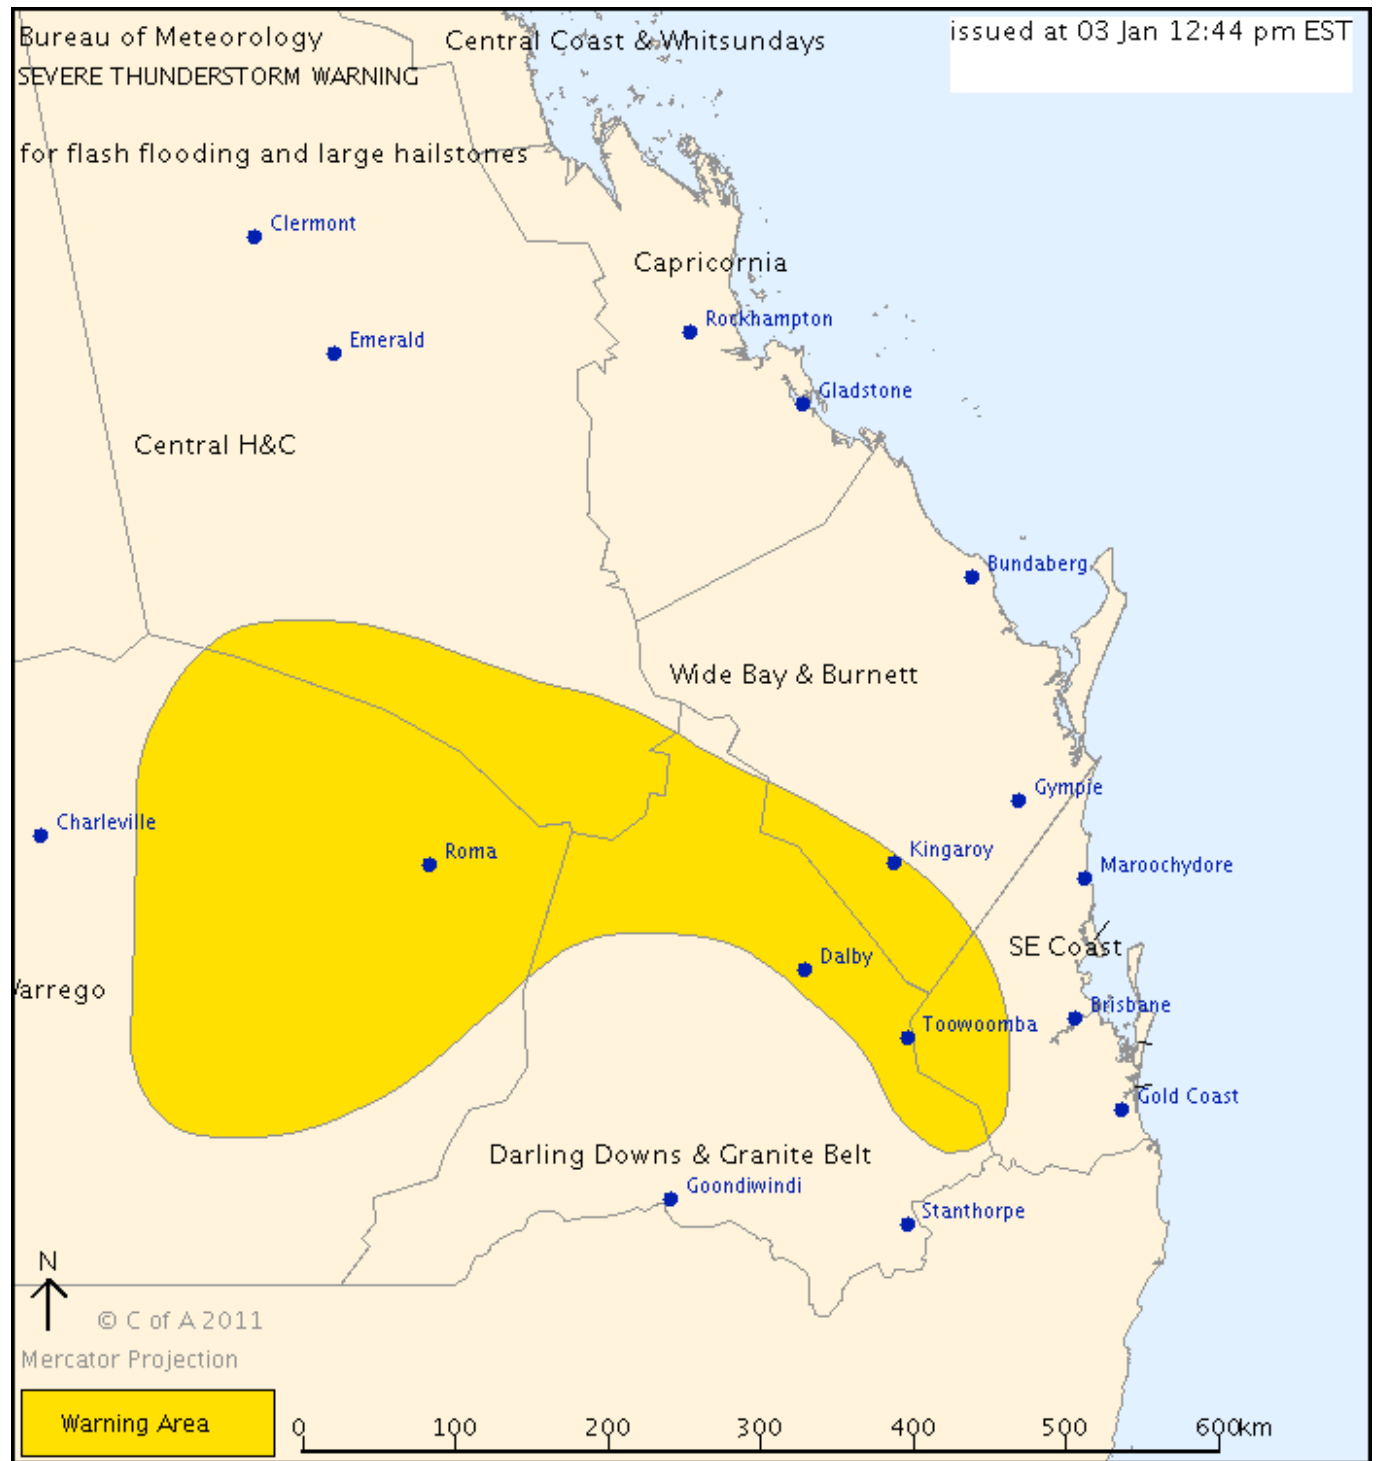 Bureau of Meteorology
Central Coast & Whitsundays
issued at 03 Jan 12:44 pm EST
SEVERE THUNDERSTORM WARNING
for flash flooding and large hailstones
Clermont
Capricornia
Rockhampton
Emerald
Gladstone
Central H&C
Bundaberg
Wide Bay & Burnett
Gympie
Charleville
Roma
Kingaroy
Maroochydore
SE Coast
Dalby
Warrego
Brisbane
Toowoomba
Gold Coast
Darling Downs & Granite Belt
Goondiwindi
Stanthorpe
N
© C of A 2011
Mercator Projection
Warning Area
0 100 200 300 400 500 600km